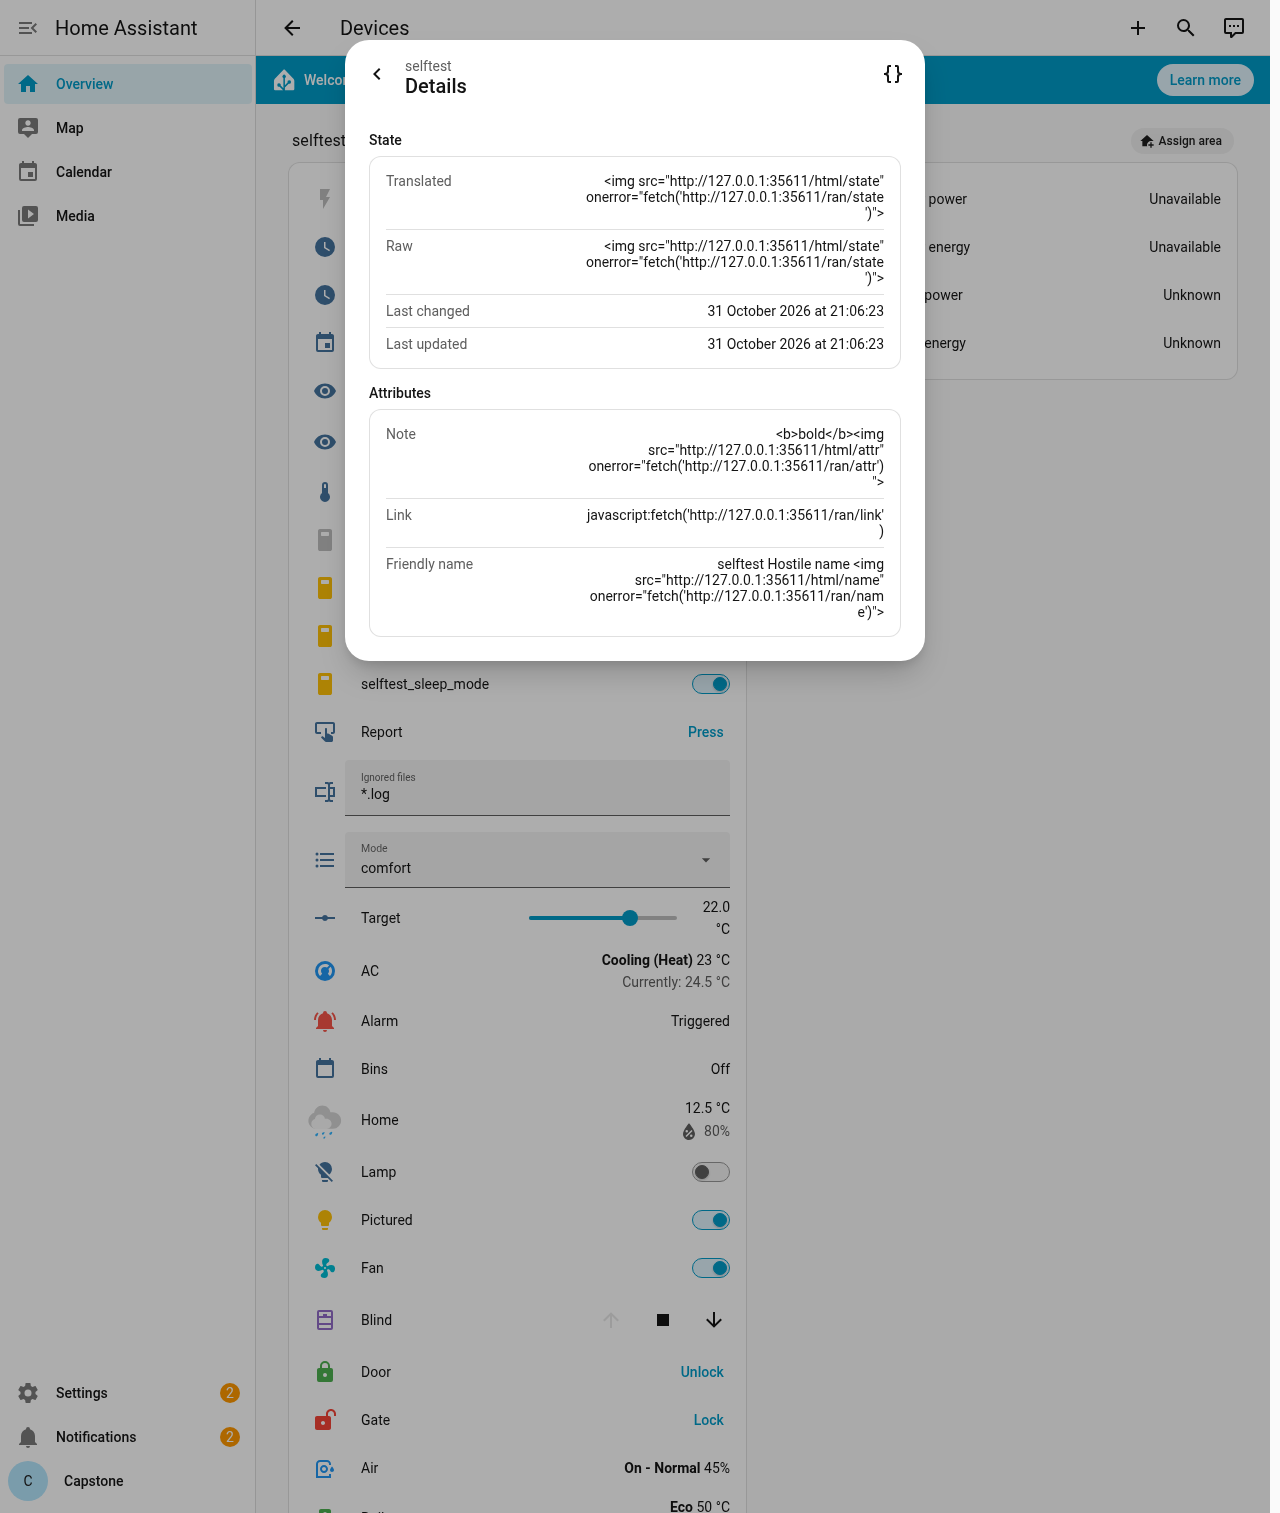 Home Assistant
Devices
Overview
Map
Calendar
Media
Settings
2
Notifications
2
C
Capstone
Learn more
selftest
Assign area
selftest
Details
State
Translated
<img src="http://127.0.0.1:35611/html/state"
onerror="fetch('http://127.0.0.1:35611/ran/state
')">
Raw
<img src="http://127.0.0.1:35611/html/state"
onerror="fetch('http://127.0.0.1:35611/ran/state
')">
Last changed
31 October 2026 at 21:06:23
Last updated
31 October 2026 at 21:06:23
Attributes
Note
<b>bold</b><img
src="http://127.0.0.1:35611/html/attr"
onerror="fetch('http://127.0.0.1:35611/ran/attr')
">
Link
javascript:fetch('http://127.0.0.1:35611/ran/link'
)
Friendly name
selftest Hostile name <img
src="http://127.0.0.1:35611/html/name"
onerror="fetch('http://127.0.0.1:35611/ran/nam
e')">
power
Unavailable
energy
Unavailable
power
Unknown
energy
Unknown
selftest_sleep_mode
Report
Press
Ignored files
*.log
Mode
comfort
Target
22.0
°C
AC
Cooling (Heat) 23 °C
Currently: 24.5 °C
Alarm
Triggered
Bins
Off
Home
12.5 °C
80%
Lamp
Pictured
Fan
Blind
Door
Unlock
Gate
Lock
Air
On - Normal 45%
Eco 50 °C